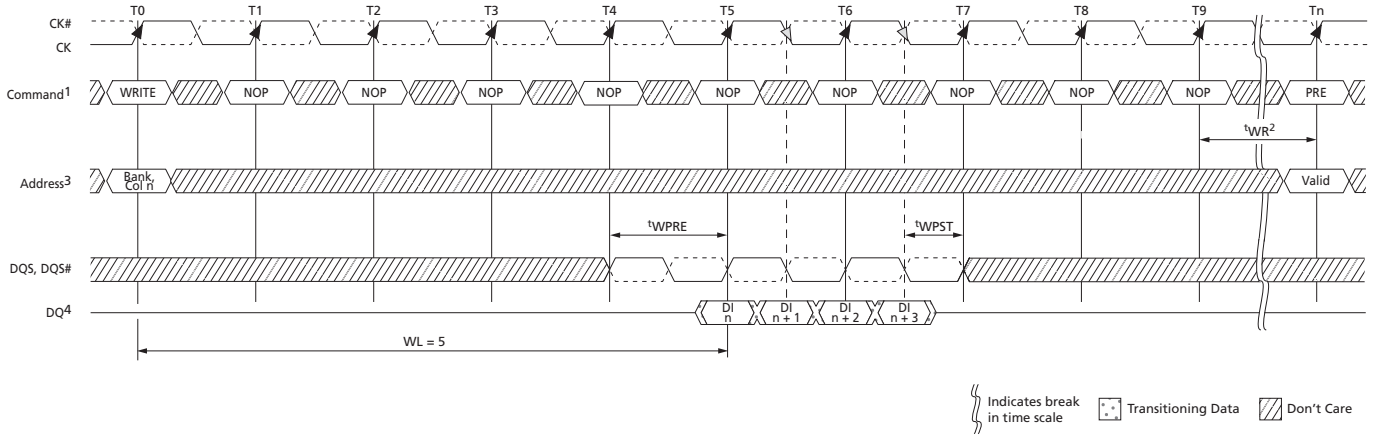 T0 T1 T2 T3 T4 T5 T6 T7 T8 T9 Tn
CK#
CK
Command1 WRITE NOP NOP NOP NOP NOP NOP NOP NOP NOP PRE
tWR2
Address3 Bank, Col n Valid
tWPRE tWPST
DQS, DQS#
DQ4 DI n DI n + 1 DI n + 2 DI n + 3
WL = 5
Indicates break in time scale Transitioning Data Don't Care